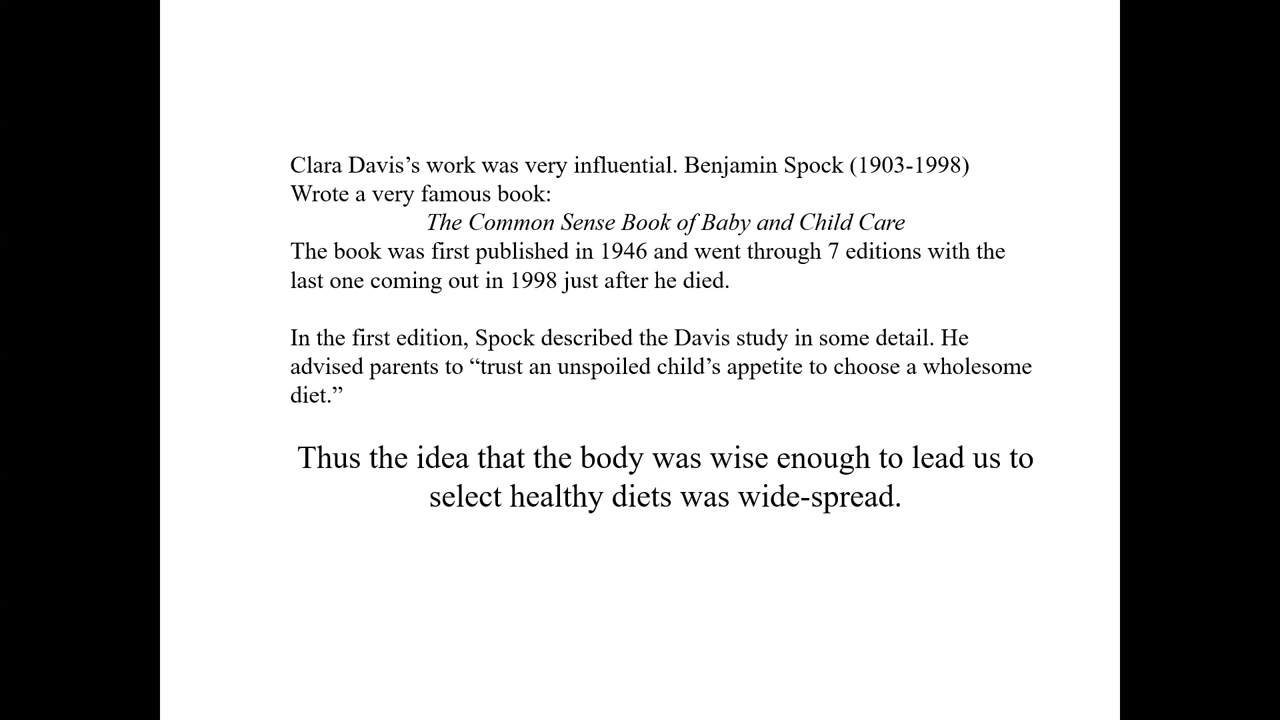 Clara Davis’s work was very influential. Benjamin Spock (1903-1998)
Wrote a very famous book:
The Common Sense Book of Baby and Child Care
The book was first published in 1946 and went through 7 editions with the
last one coming out in 1998 just after he died.
In the first edition, Spock described the Davis study in some detail. He
advised parents to “trust an unspoiled child’s appetite to choose a wholesome
diet.”
Thus the idea that the body was wise enough to lead us to
select healthy diets was wide-spread.